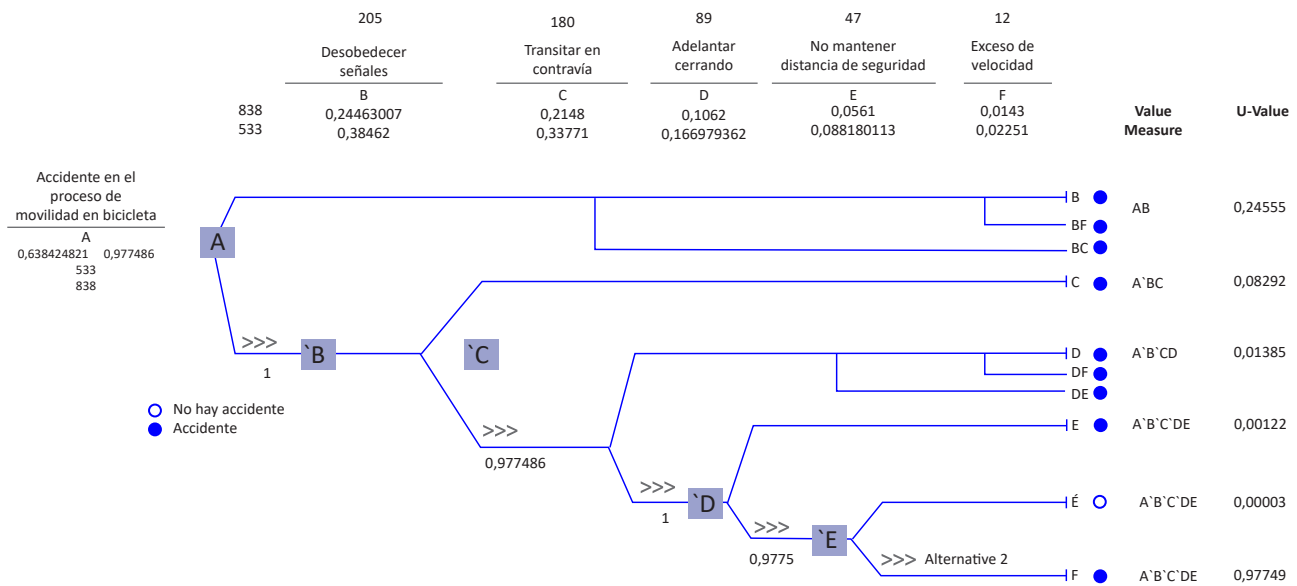 205 180 89 47 12
Desobedecer
señales
Transitar en
contravía
Adelantar
cerrando
No mantener
distancia de seguridad
Exceso de
velocidad
B C D E F
838 0,24463007 0,2148 0,1062 0,0561 0,0143
533 0,38462 0,33771 0,166979362 0,088180113 0,02251
Value
Measure
U-Value
Accidente en el
proceso de
movilidad en bicicleta
A
0,638424821 0,977486
533
838
A
B
BF
BC
AB 0,24555
C A`BC 0,08292
>>> `B `C
1
D A`B`CD 0,01385
DF
DE
No hay accidente
Accidente
E A`B`C`DE 0,00122
>>>
0,977486
>>> `D
1
É A`B`C`DE 0,00003
>>> `E
0,9775
>>> Alternative 2
F A`B`C`DE 0,97749